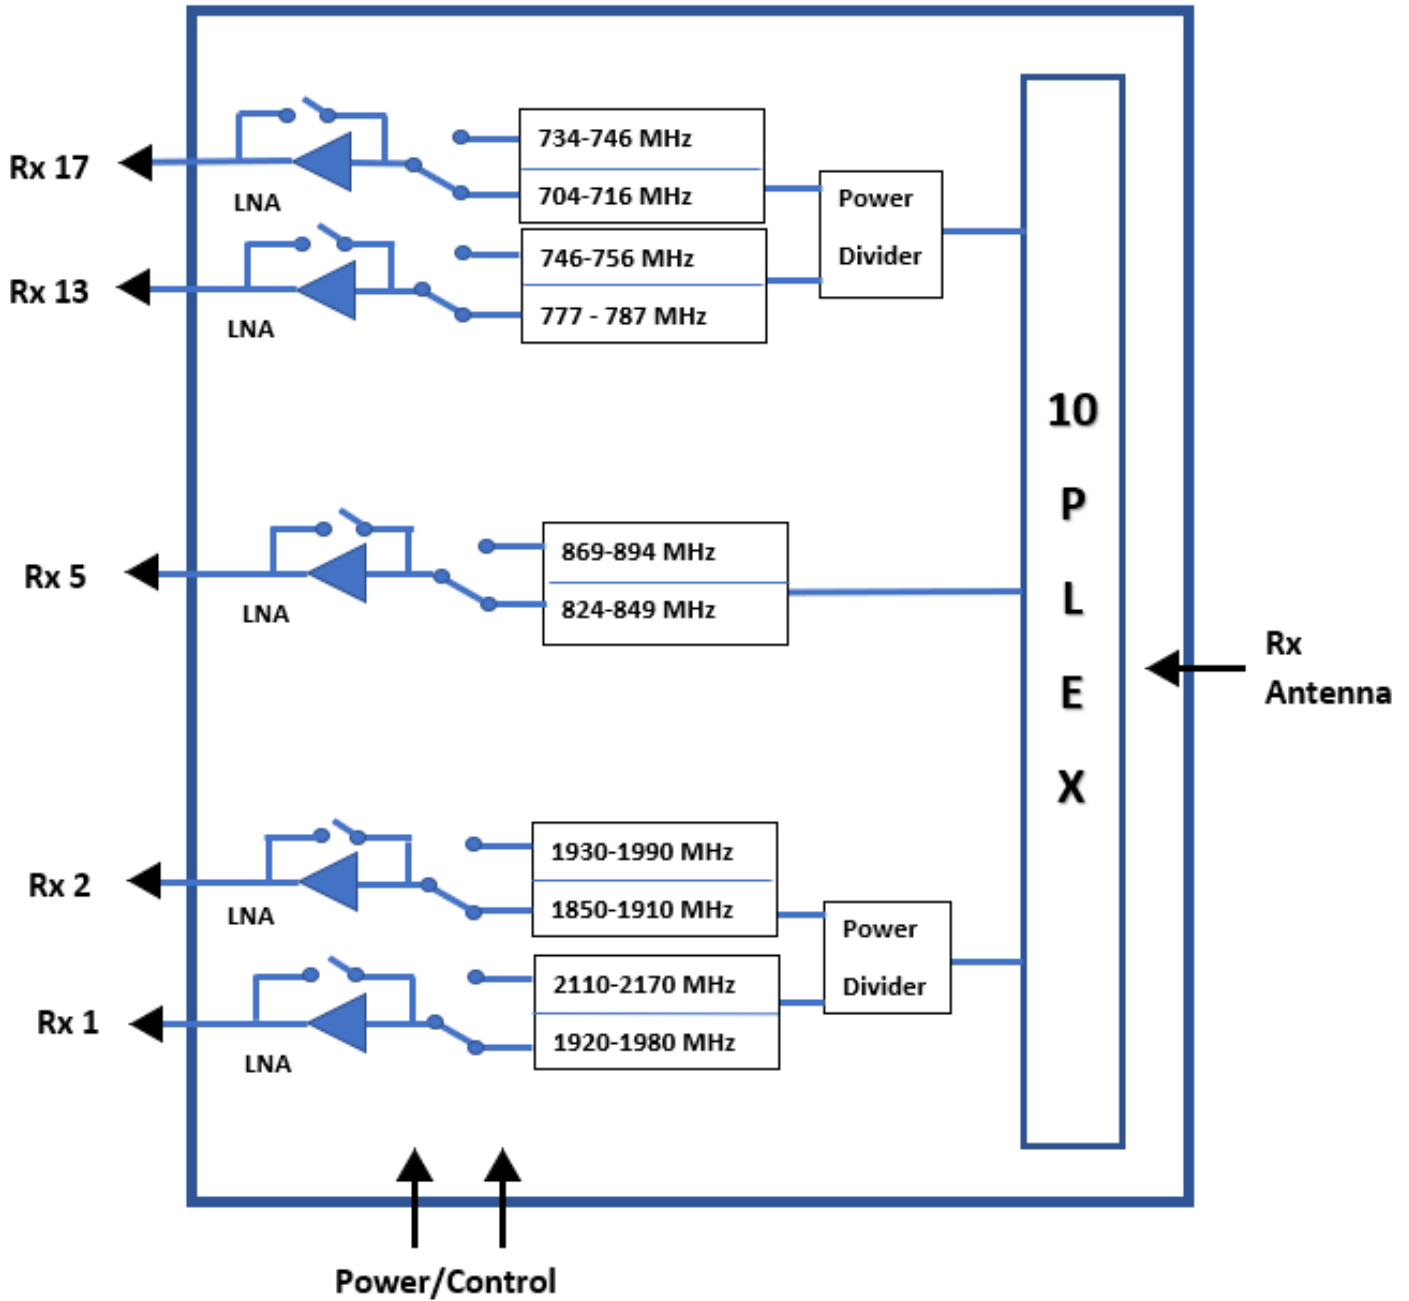 734-746 MHz
Rx 17
704-716 MHz
LNA
Power
Divider
746-756 MHz
Rx 13
777 - 787 MHz
LNA
10
P
L
E
X
869-894 MHz
Rx 5
824-849 MHz
LNA
Rx
Antenna
1930-1990 MHz
Rx 2
1850-1910 MHz
LNA
Power
Divider
2110-2170 MHz
Rx 1
1920-1980 MHz
LNA
Power/Control